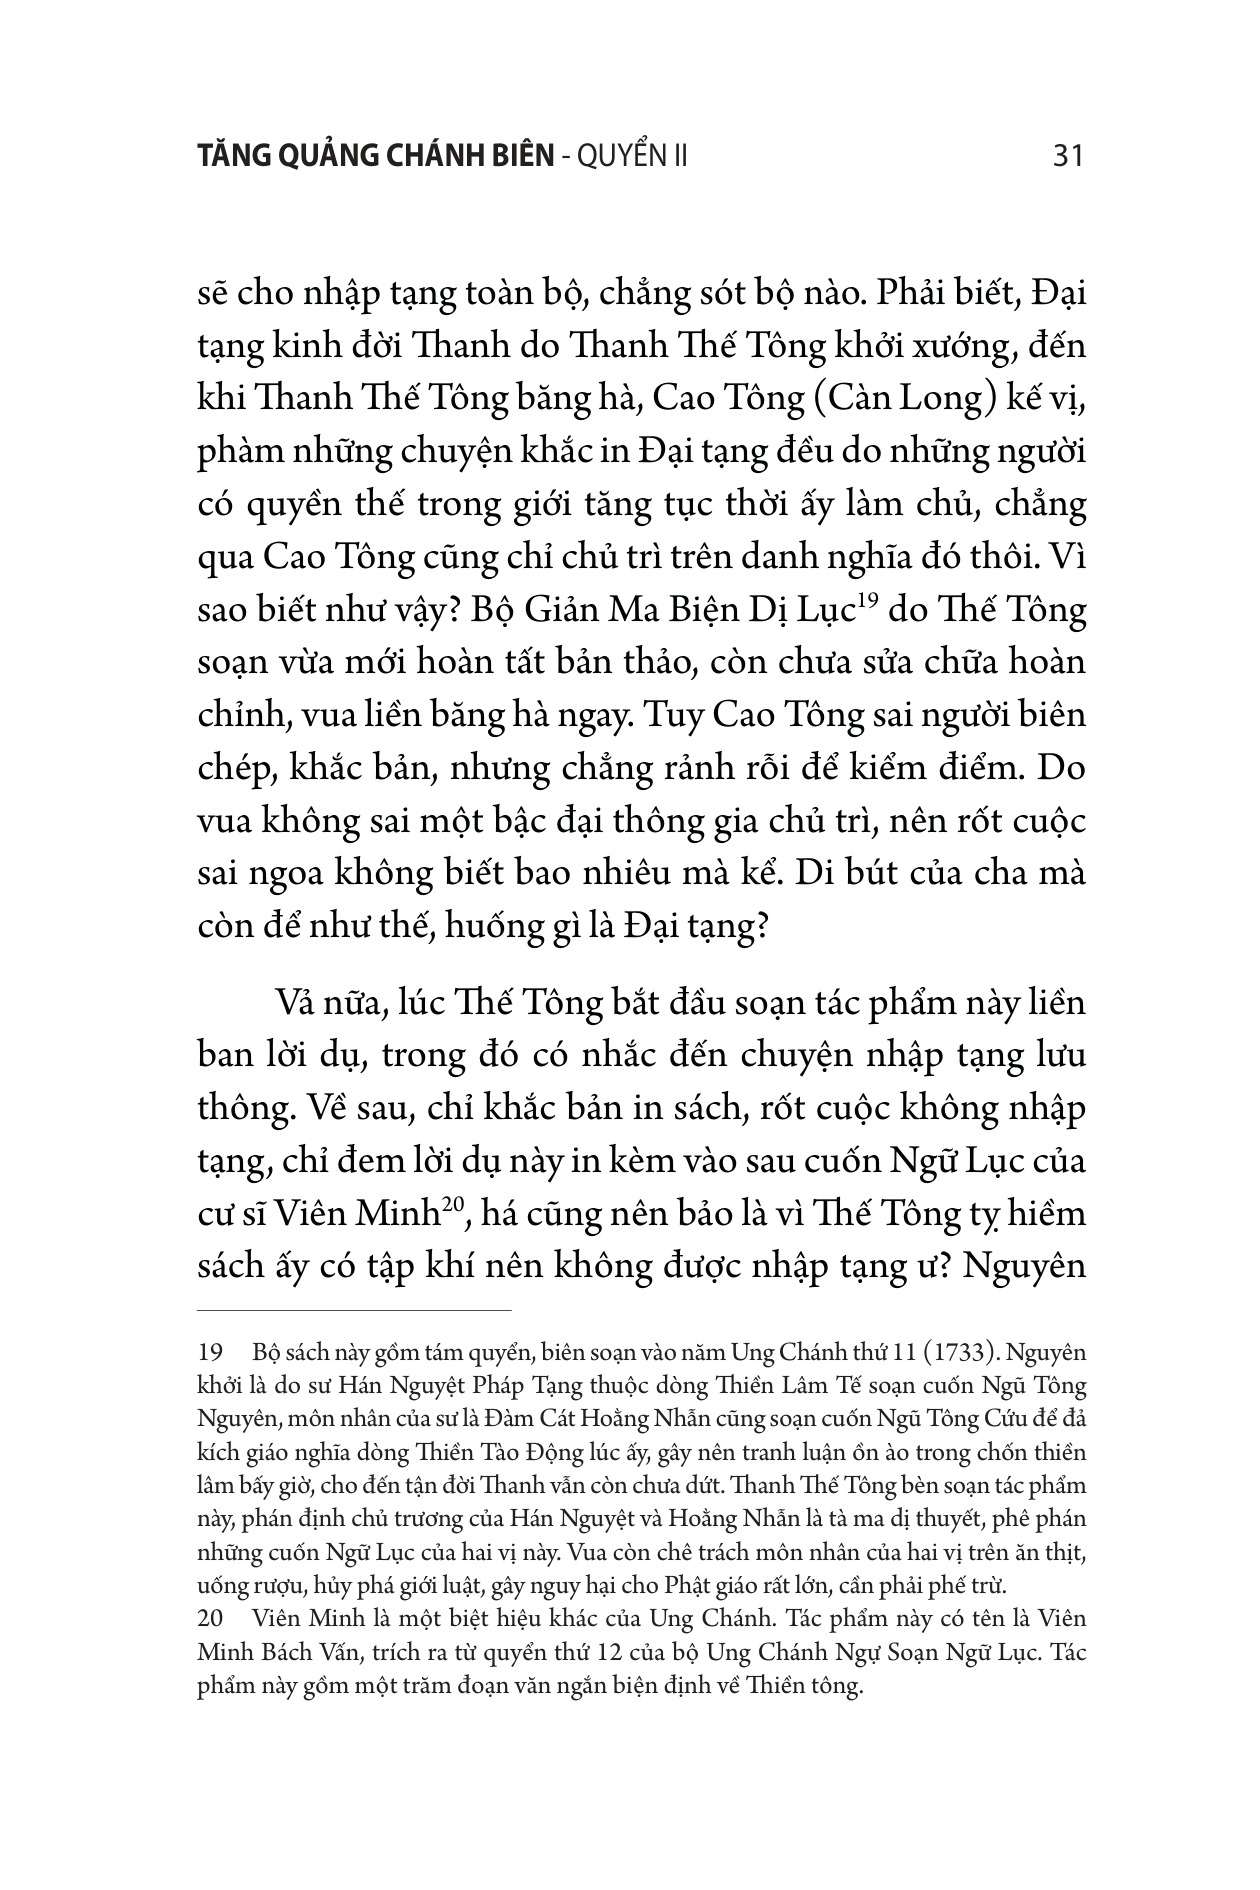 TĂNG QUẢNG CHÁNH BIÊN - QUYỂN II 31
sẽ cho nhập tạng toàn bộ, chẳng sót bộ nào. Phải biết, Đại
tạng kinh đời Thanh do Thanh Thế Tông khởi xướng, đến
khi Thanh Thế Tông băng hà, Cao Tông (Càn Long) kế vị,
phàm những chuyện khắc in Đại tạng đều do những người
có quyền thế trong giới tăng tục thời ấy làm chủ, chẳng
qua Cao Tông cũng chỉ chủ trì trên danh nghĩa đó thôi. Vì
sao biết như vậy? Bộ Giản Ma Biện Dị Lục19 do Thế Tông
soạn vừa mới hoàn tất bản thảo, còn chưa sửa chữa hoàn
chỉnh, vua liền băng hà ngay. Tuy Cao Tông sai người biên
chép, khắc bản, nhưng chẳng rảnh rỗi để kiểm điểm. Do
vua không sai một bậc đại thông gia chủ trì, nên rốt cuộc
sai ngoa không biết bao nhiêu mà kể. Di bút của cha mà
còn để như thế, huống gì là Đại tạng?
Vả nữa, lúc Thế Tông bắt đầu soạn tác phẩm này liền
ban lời dụ, trong đó có nhắc đến chuyện nhập tạng lưu
thông. Về sau, chỉ khắc bản in sách, rốt cuộc không nhập
tạng, chỉ đem lời dụ này in kèm vào sau cuốn Ngữ Lục của
cư sĩ Viên Minh20, há cũng nên bảo là vì Thế Tông tỵ hiềm
sách ấy có tập khí nên không được nhập tạng ư? Nguyên
19 Bộ sách này gồm tám quyển, biên soạn vào năm Ung Chánh thứ 11 (1733). Nguyên
khởi là do sư Hán Nguyệt Pháp Tạng thuộc dòng Thiền Lâm Tế soạn cuốn Ngũ Tông
Nguyên, môn nhân của sư là Đàm Cát Hoằng Nhẫn cũng soạn cuốn Ngũ Tông Cứu để đả
kích giáo nghĩa dòng Thiền Tào Động lúc ấy, gây nên tranh luận ồn ào trong chốn thiền
lâm bấy giờ, cho đến tận đời Thanh vẫn còn chưa dứt. Thanh Thế Tông bèn soạn tác phẩm
này, phán định chủ trương của Hán Nguyệt và Hoằng Nhẫn là tà ma dị thuyết, phê phán
những cuốn Ngữ Lục của hai vị này. Vua còn chê trách môn nhân của hai vị trên ăn thịt,
uống rượu, hủy phá giới luật, gây nguy hại cho Phật giáo rất lớn, cần phải phế trừ.
20 Viên Minh là một biệt hiệu khác của Ung Chánh. Tác phẩm này có tên là Viên
Minh Bách Vấn, trích ra từ quyển thứ 12 của bộ Ung Chánh Ngự Soạn Ngữ Lục. Tác
phẩm này gồm một trăm đoạn văn ngắn biện định về Thiền tông.